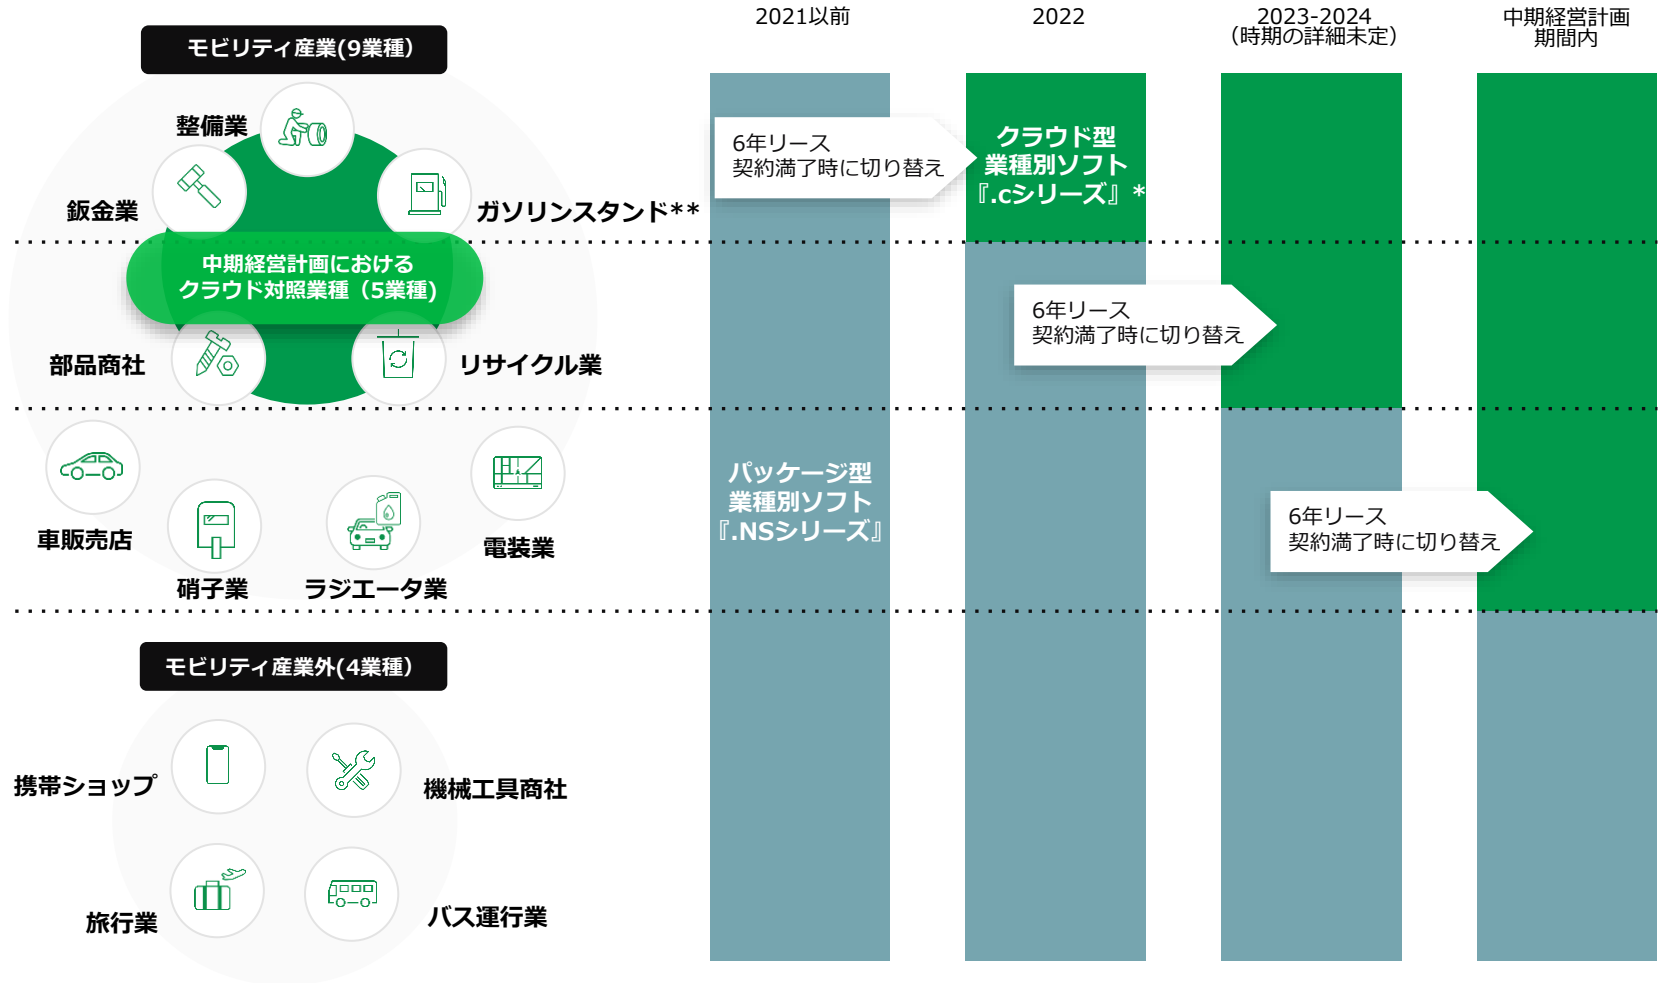 2021以前
2022
2023-2024
(時期の詳細未定)
中期経営計画
期間内
モビリティ産業(9業種)
整備業
鈑金業
ガソリンスタンド**
中期経営計画における
クラウド対照業種（5業種)
部品商社
リサイクル業
車販売店
硝子業
ラジエータ業
電装業
6年リース
契約満了時に切り替え
クラウド型
業種別ソフト
『.cシリーズ』*
6年リース
契約満了時に切り替え
パッケージ型
業種別ソフト
『.NSシリーズ』
6年リース
契約満了時に切り替え
モビリティ産業外(4業種)
携帯ショップ
機械工具商社
旅行業
バス運行業